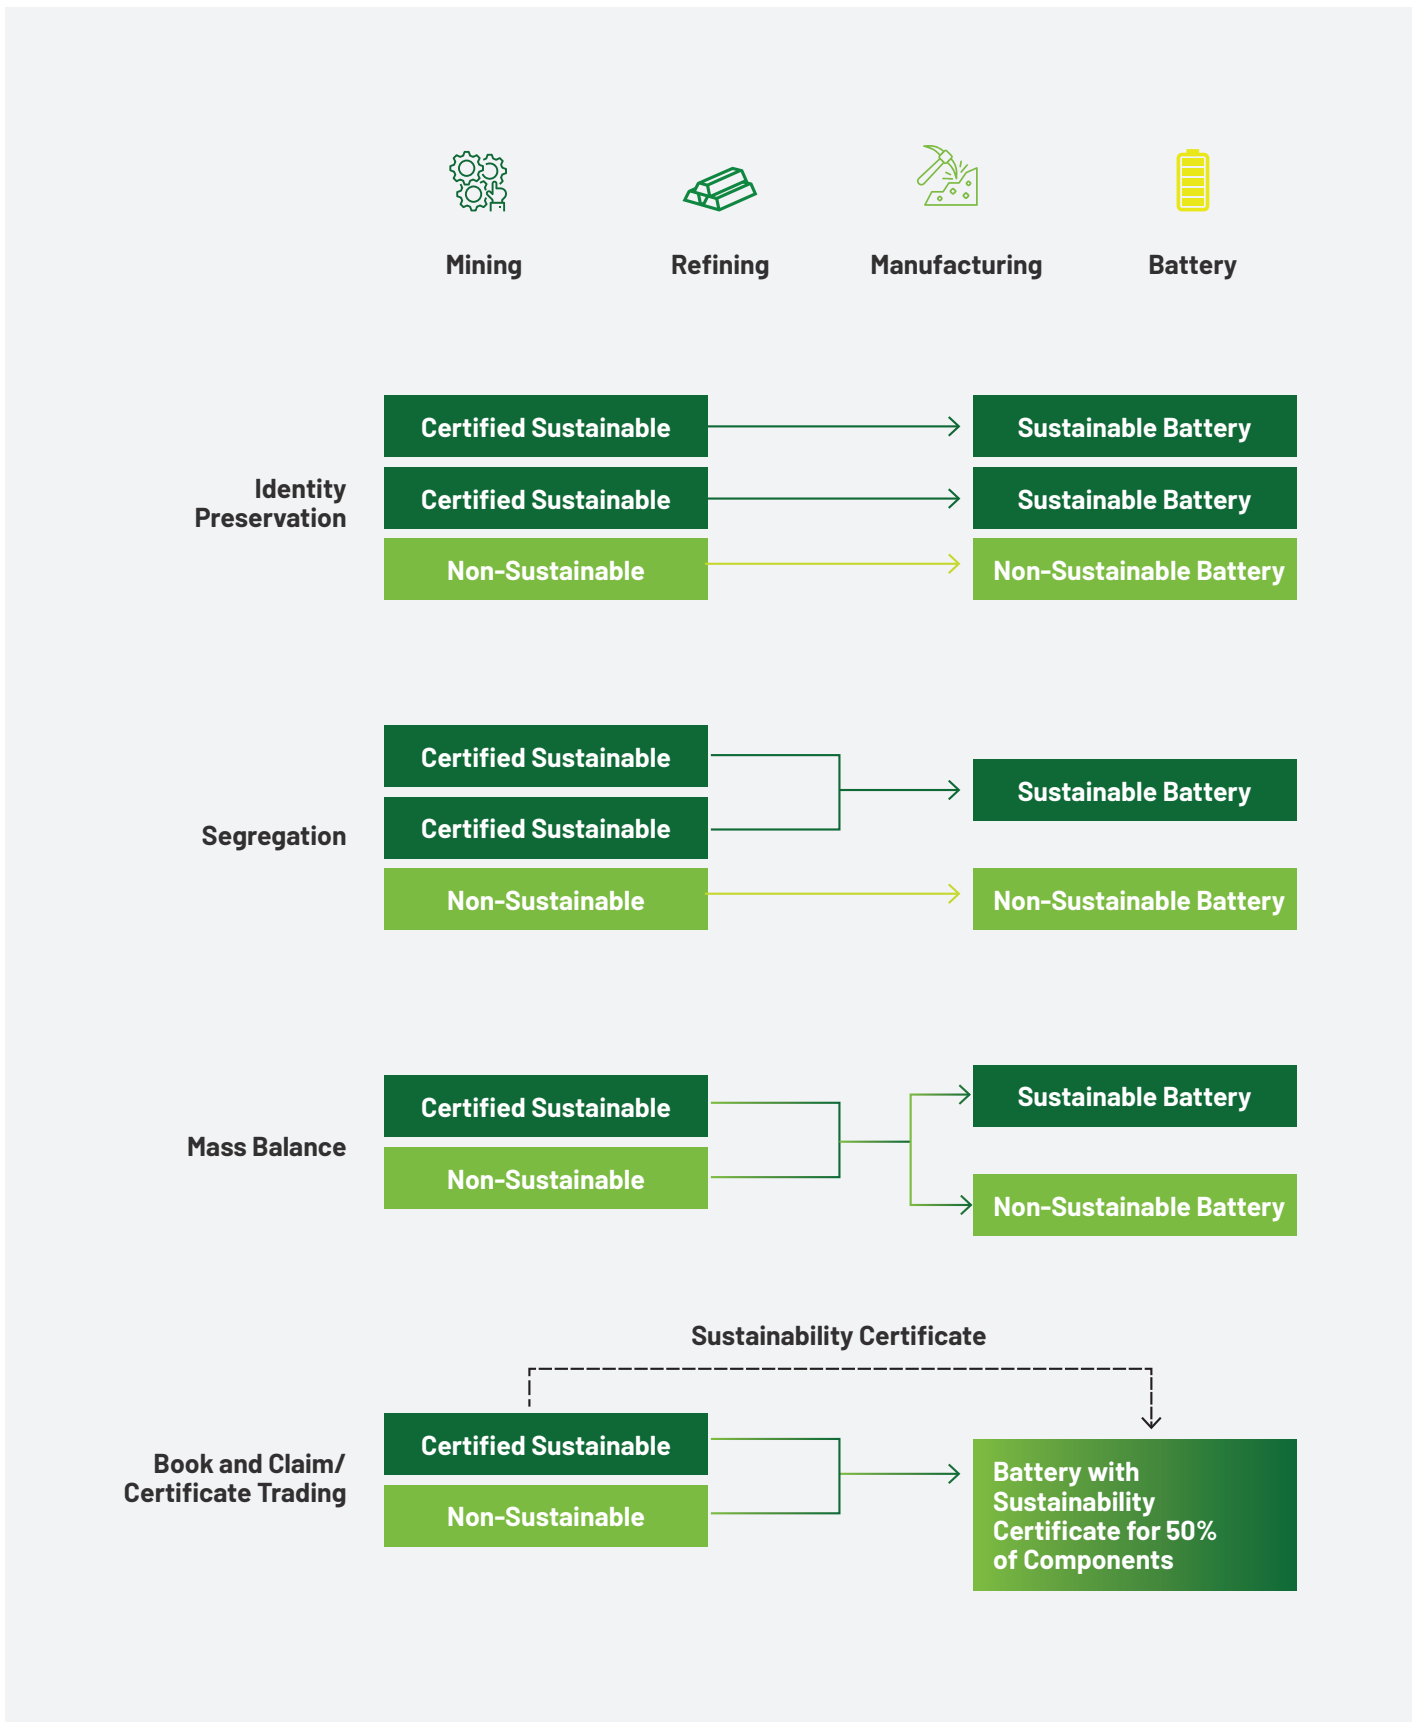 Mining
Refining
Manufacturing
Battery
Identity
Preservation
Certified Sustainable
Sustainable Battery
Certified Sustainable
Sustainable Battery
Non-Sustainable
Non-Sustainable Battery
Segregation
Certified Sustainable
Certified Sustainable
Sustainable Battery
Non-Sustainable
Non-Sustainable Battery
Mass Balance
Certified Sustainable
Non-Sustainable
Sustainable Battery
Non-Sustainable Battery
Sustainability Certificate
Book and Claim/
Certificate Trading
Certified Sustainable
Non-Sustainable
Battery with
Sustainability
Certificate for 50%
of Components